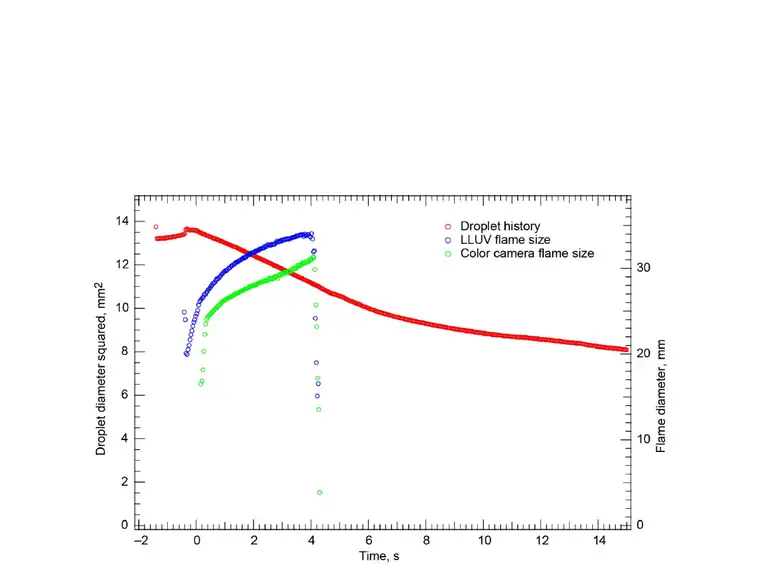 Droplet diameter squared, mm2
14
12
10
8
6
4
2
0
Droplet history
LLUV flame size
Color camera flame size
30
20
10
0
Flame diameter, mm
−2 0 2 4 6 8 10 12 14
Time, s